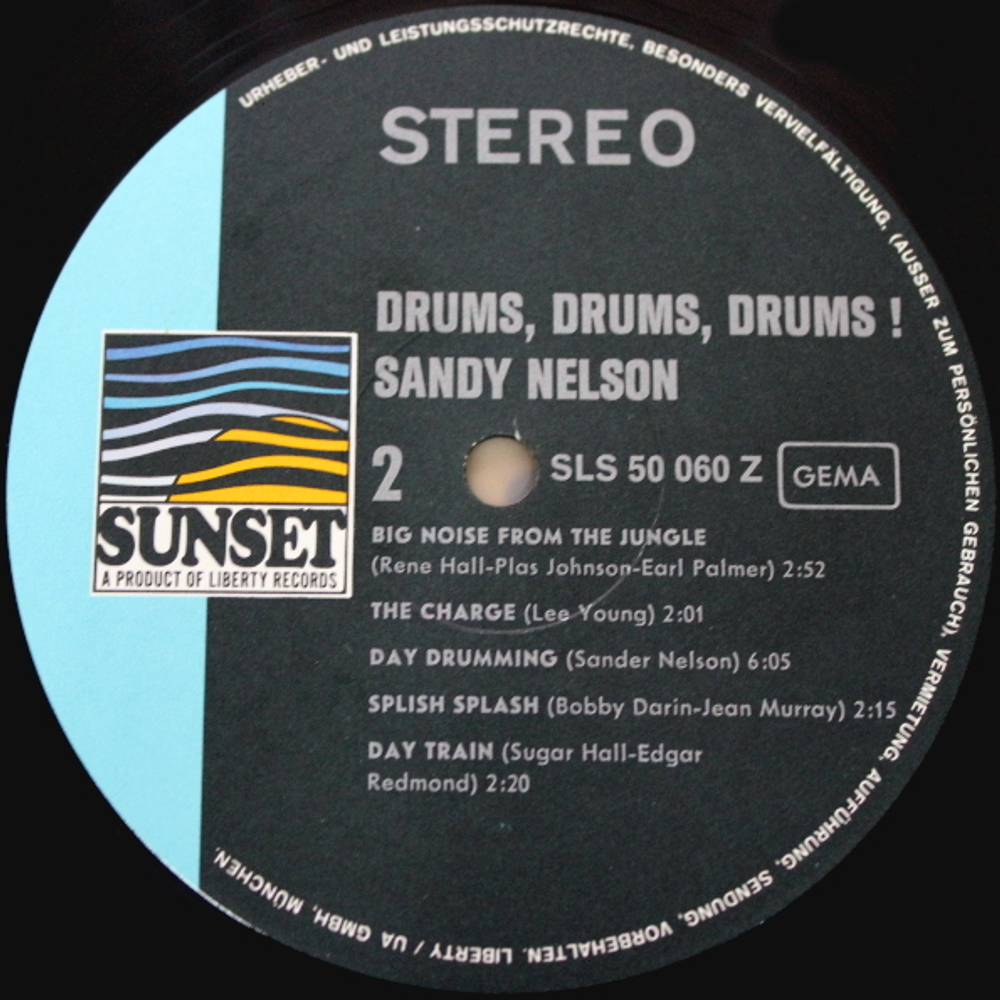 URHEBER- UND LEISTUNGSSCHUTZRECHTE, BESONDERS VERVIELFÄLTIGUNG, (AUSSER ZUM PERSÖNLICHEN GEBRAUCH), VERMIETUNG, AUFFÜHRUNG, SENDUNG, VORBEHALTEN. LIBERTY / UA GMBH, MÜNCHEN.
STEREO
DRUMS, DRUMS, DRUMS !
SANDY NELSON
2 SLS 50 060 Z GEMA
SUNSET
A PRODUCT OF LIBERTY RECORDS
BIG NOISE FROM THE JUNGLE
(Rene Hall-Plas Johnson-Earl Palmer) 2:52
THE CHARGE (Lee Young) 2:01
DAY DRUMMING (Sander Nelson) 6:05
SPLISH SPLASH (Bobby Darin-Jean Murray) 2:15
DAY TRAIN (Sugar Hall-Edgar
Redmond) 2:20